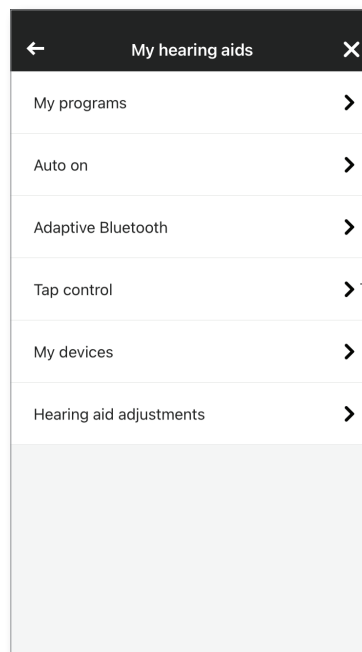 My hearing aids
My programs
Auto on
Adaptive Bluetooth
Tap control
My devices
Hearing aid adjustments